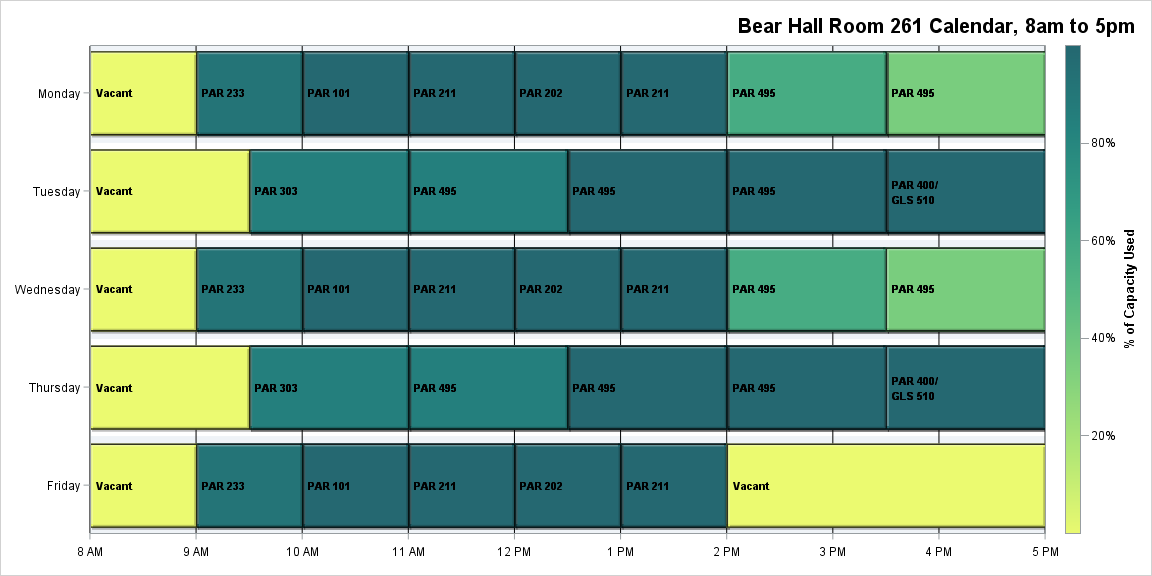 Bear Hall Room 261 Calendar, 8am to 5pm
Monday
Vacant
PAR 233
PAR 101
PAR 211
PAR 202
PAR 211
PAR 495
PAR 495
Tuesday
Vacant
PAR 303
PAR 495
PAR 495
PAR 495
PAR 400/
GLS 510
Wednesday
Vacant
PAR 233
PAR 101
PAR 211
PAR 202
PAR 211
PAR 495
PAR 495
Thursday
Vacant
PAR 303
PAR 495
PAR 495
PAR 495
PAR 400/
GLS 510
Friday
Vacant
PAR 233
PAR 101
PAR 211
PAR 202
PAR 211
Vacant
8 AM
9 AM
10 AM
11 AM
12 PM
1 PM
2 PM
3 PM
4 PM
5 PM
80%
60%
40%
20%
% of Capacity Used